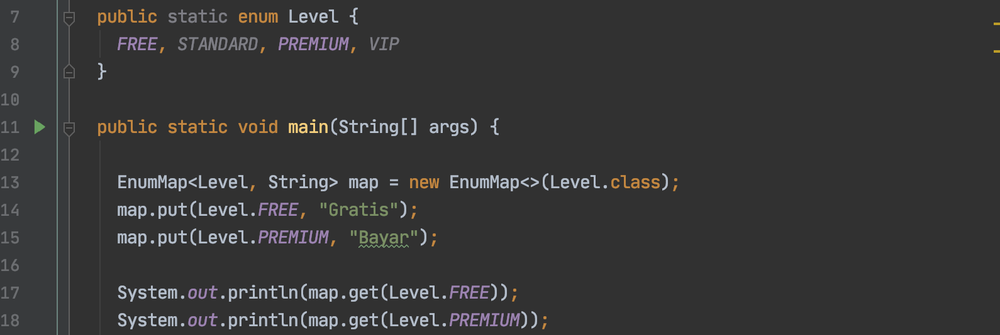 7 public static enum Level {
8 FREE, STANDARD, PREMIUM, VIP
9 }
10
11 public static void main(String[] args) {
12
13 EnumMap<Level, String> map = new EnumMap<>(Level.class);
14 map.put(Level.FREE, "Gratis");
15 map.put(Level.PREMIUM, "Bayar");
16
17 System.out.println(map.get(Level.FREE));
18 System.out.println(map.get(Level.PREMIUM));